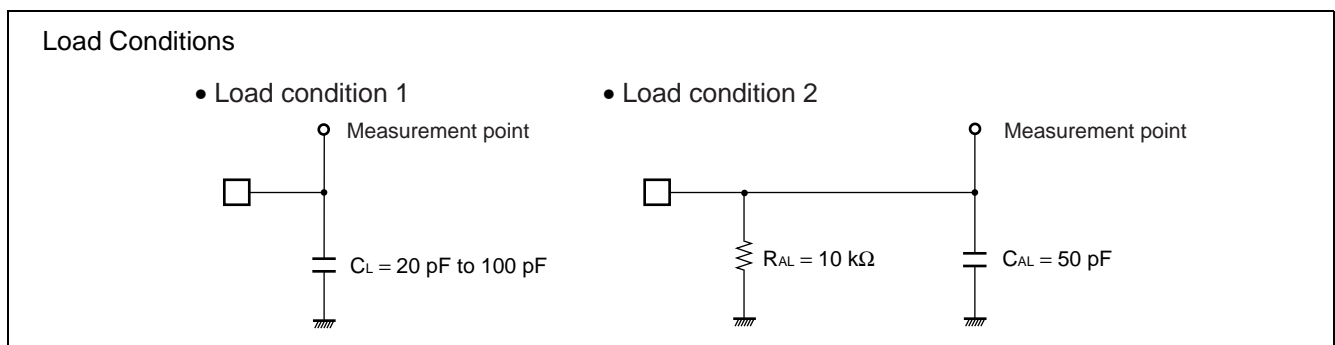 Load Conditions
• Load condition 1
• Load condition 2
Measurement point
Measurement point
CL = 20 pF to 100 pF
RAL = 10 kΩ
CAL = 50 pF